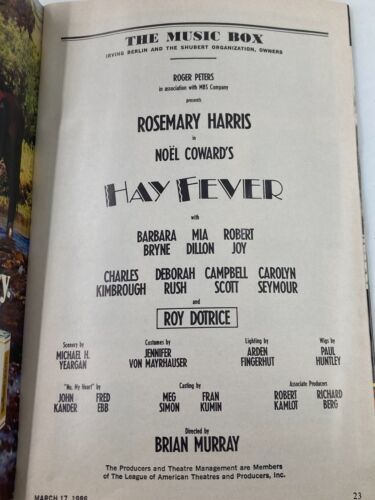 THE MUSIC BOX
IRVING BERLIN AND THE SHUBERT ORGANIZATION, OWNERS
ROGER PETERS
in association with MBS Company
presents
ROSEMARY HARRIS
in
NOËL COWARD'S
HAY FEVER
with
BARBARA MIA ROBERT
BRYNE DILLON JOY
CHARLES DEBORAH CAMPBELL CAROLYN
KIMBROUGH RUSH SCOTT SEYMOUR
and
ROY DOTRICE
Scenery by Costumes by Lighting by Wigs by
MICHAEL H. JENNIFER ARDEN PAUL
YEARGAN VON MAYRHAUSER FINGERHUT HUNTLEY
"No, My Heart" by Casting by Associate Producers
JOHN FRED MEG FRAN ROBERT RICHARD
KANDER EBB SIMON KUMIN KAMLOT BERG
Directed by
BRIAN MURRAY
The Producers and Theatre Management are Members
of The League of American Theatres and Producers, Inc.
MARCH 17, 1986 23